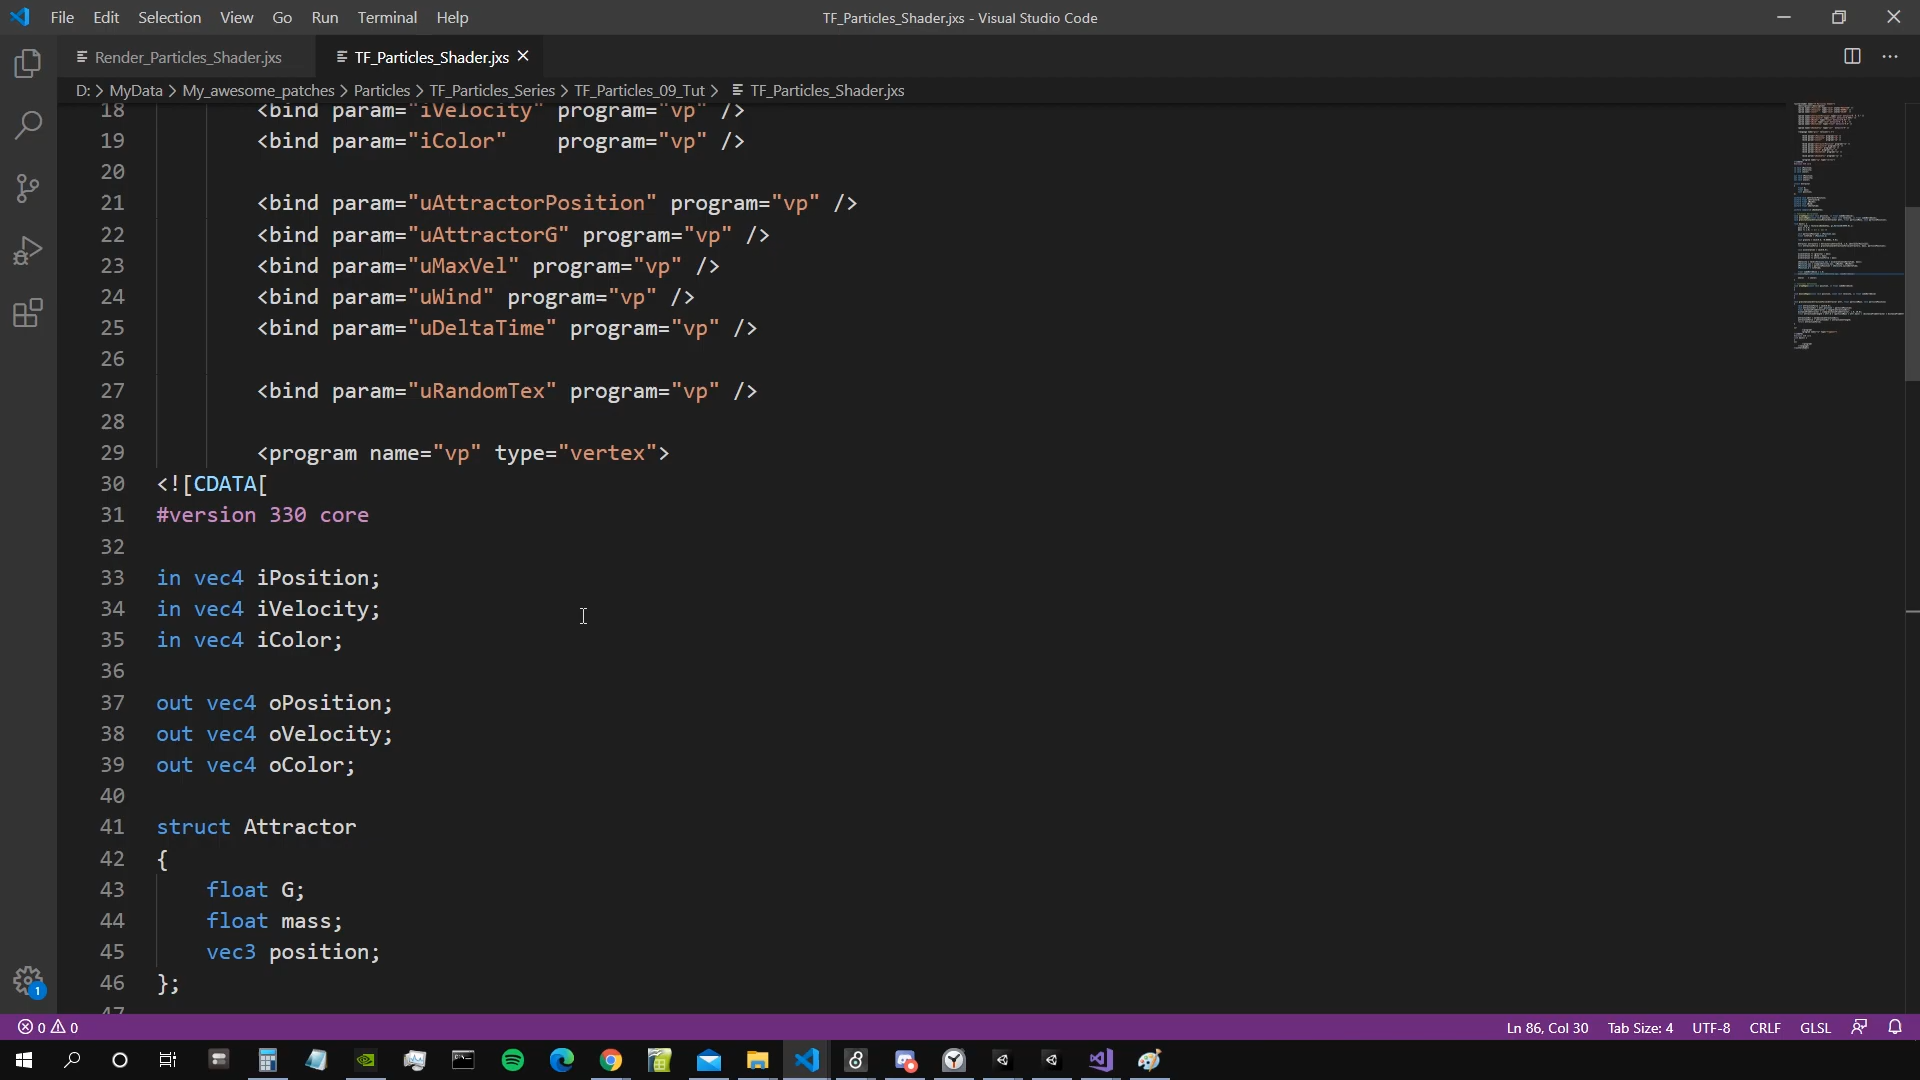 File Edit Selection View Go Run Terminal Help
TF_Particles_Shader.jxs - Visual Studio Code
Render_Particles_Shader.jxs
TF_Particles_Shader.jxs
D: > MyData > My_awesome_patches > Particles > TF_Particles_Series > TF_Particles_09_Tut > TF_Particles_Shader.jxs
18 <bind param="iVelocity" program="vp" />
19 <bind param="iColor" program="vp" />
20
21 <bind param="uAttractorPosition" program="vp" />
22 <bind param="uAttractorG" program="vp" />
23 <bind param="uMaxVel" program="vp" />
24 <bind param="uWind" program="vp" />
25 <bind param="uDeltaTime" program="vp" />
26
27 <bind param="uRandomTex" program="vp" />
28
29 <program name="vp" type="vertex">
30 <![CDATA[
31 #version 330 core
32
33 in vec4 iPosition;
34 in vec4 iVelocity;
35 in vec4 iColor;
36
37 out vec4 oPosition;
38 out vec4 oVelocity;
39 out vec4 oColor;
40
41 struct Attractor
42 {
43 float G;
44 float mass;
45 vec3 position;
46 };
47
1
0 0
Ln 86, Col 30 Tab Size: 4 UTF-8 CRLF GLSL